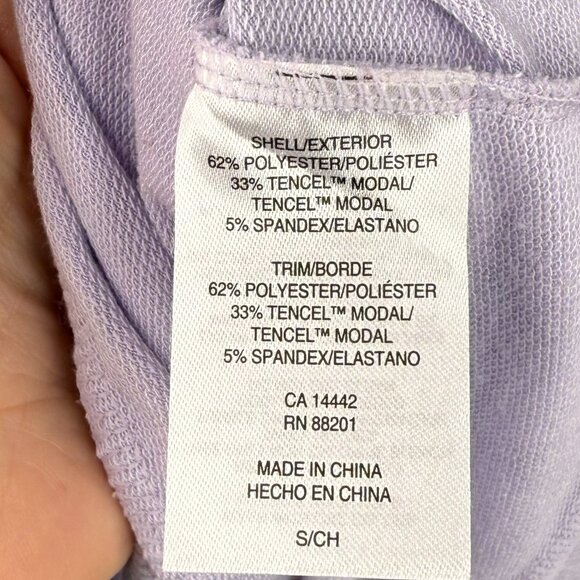 SHELL/EXTERIOR
62% POLYESTER/POLIÉSTER
33% TENCEL™ MODAL/
TENCEL™ MODAL
5% SPANDEX/ELASTANO
TRIM/BORDE
62% POLYESTER/POLIÉSTER
33% TENCEL™ MODAL/
TENCEL™ MODAL
5% SPANDEX/ELASTANO
CA 14442
RN 88201
MADE IN CHINA
HECHO EN CHINA
S/CH